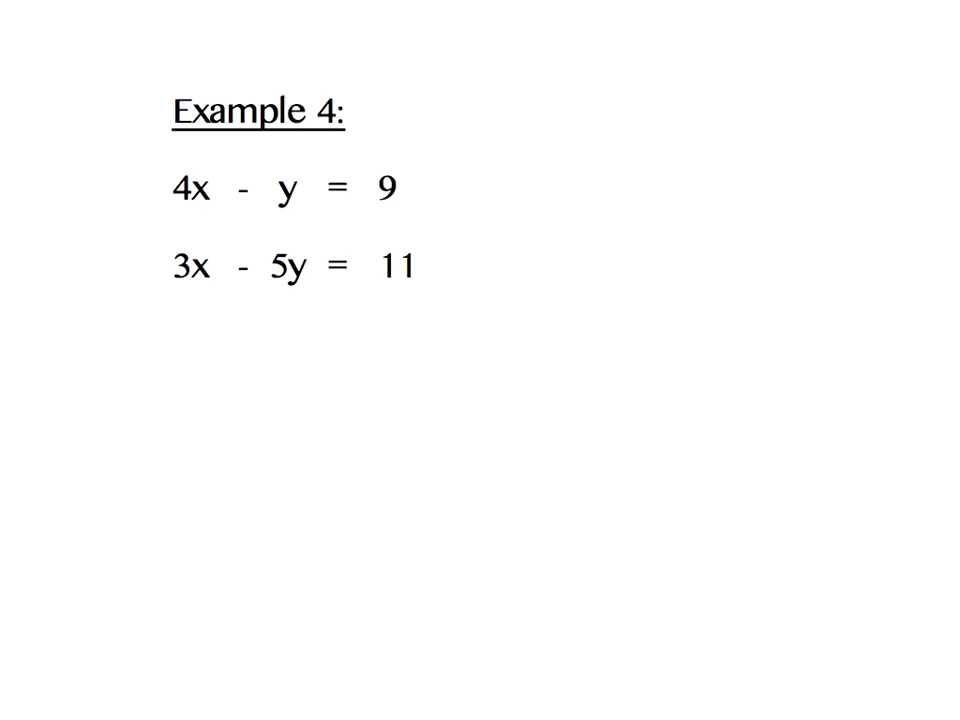 Example 4:
4x - y = 9
3x - 5y = 11